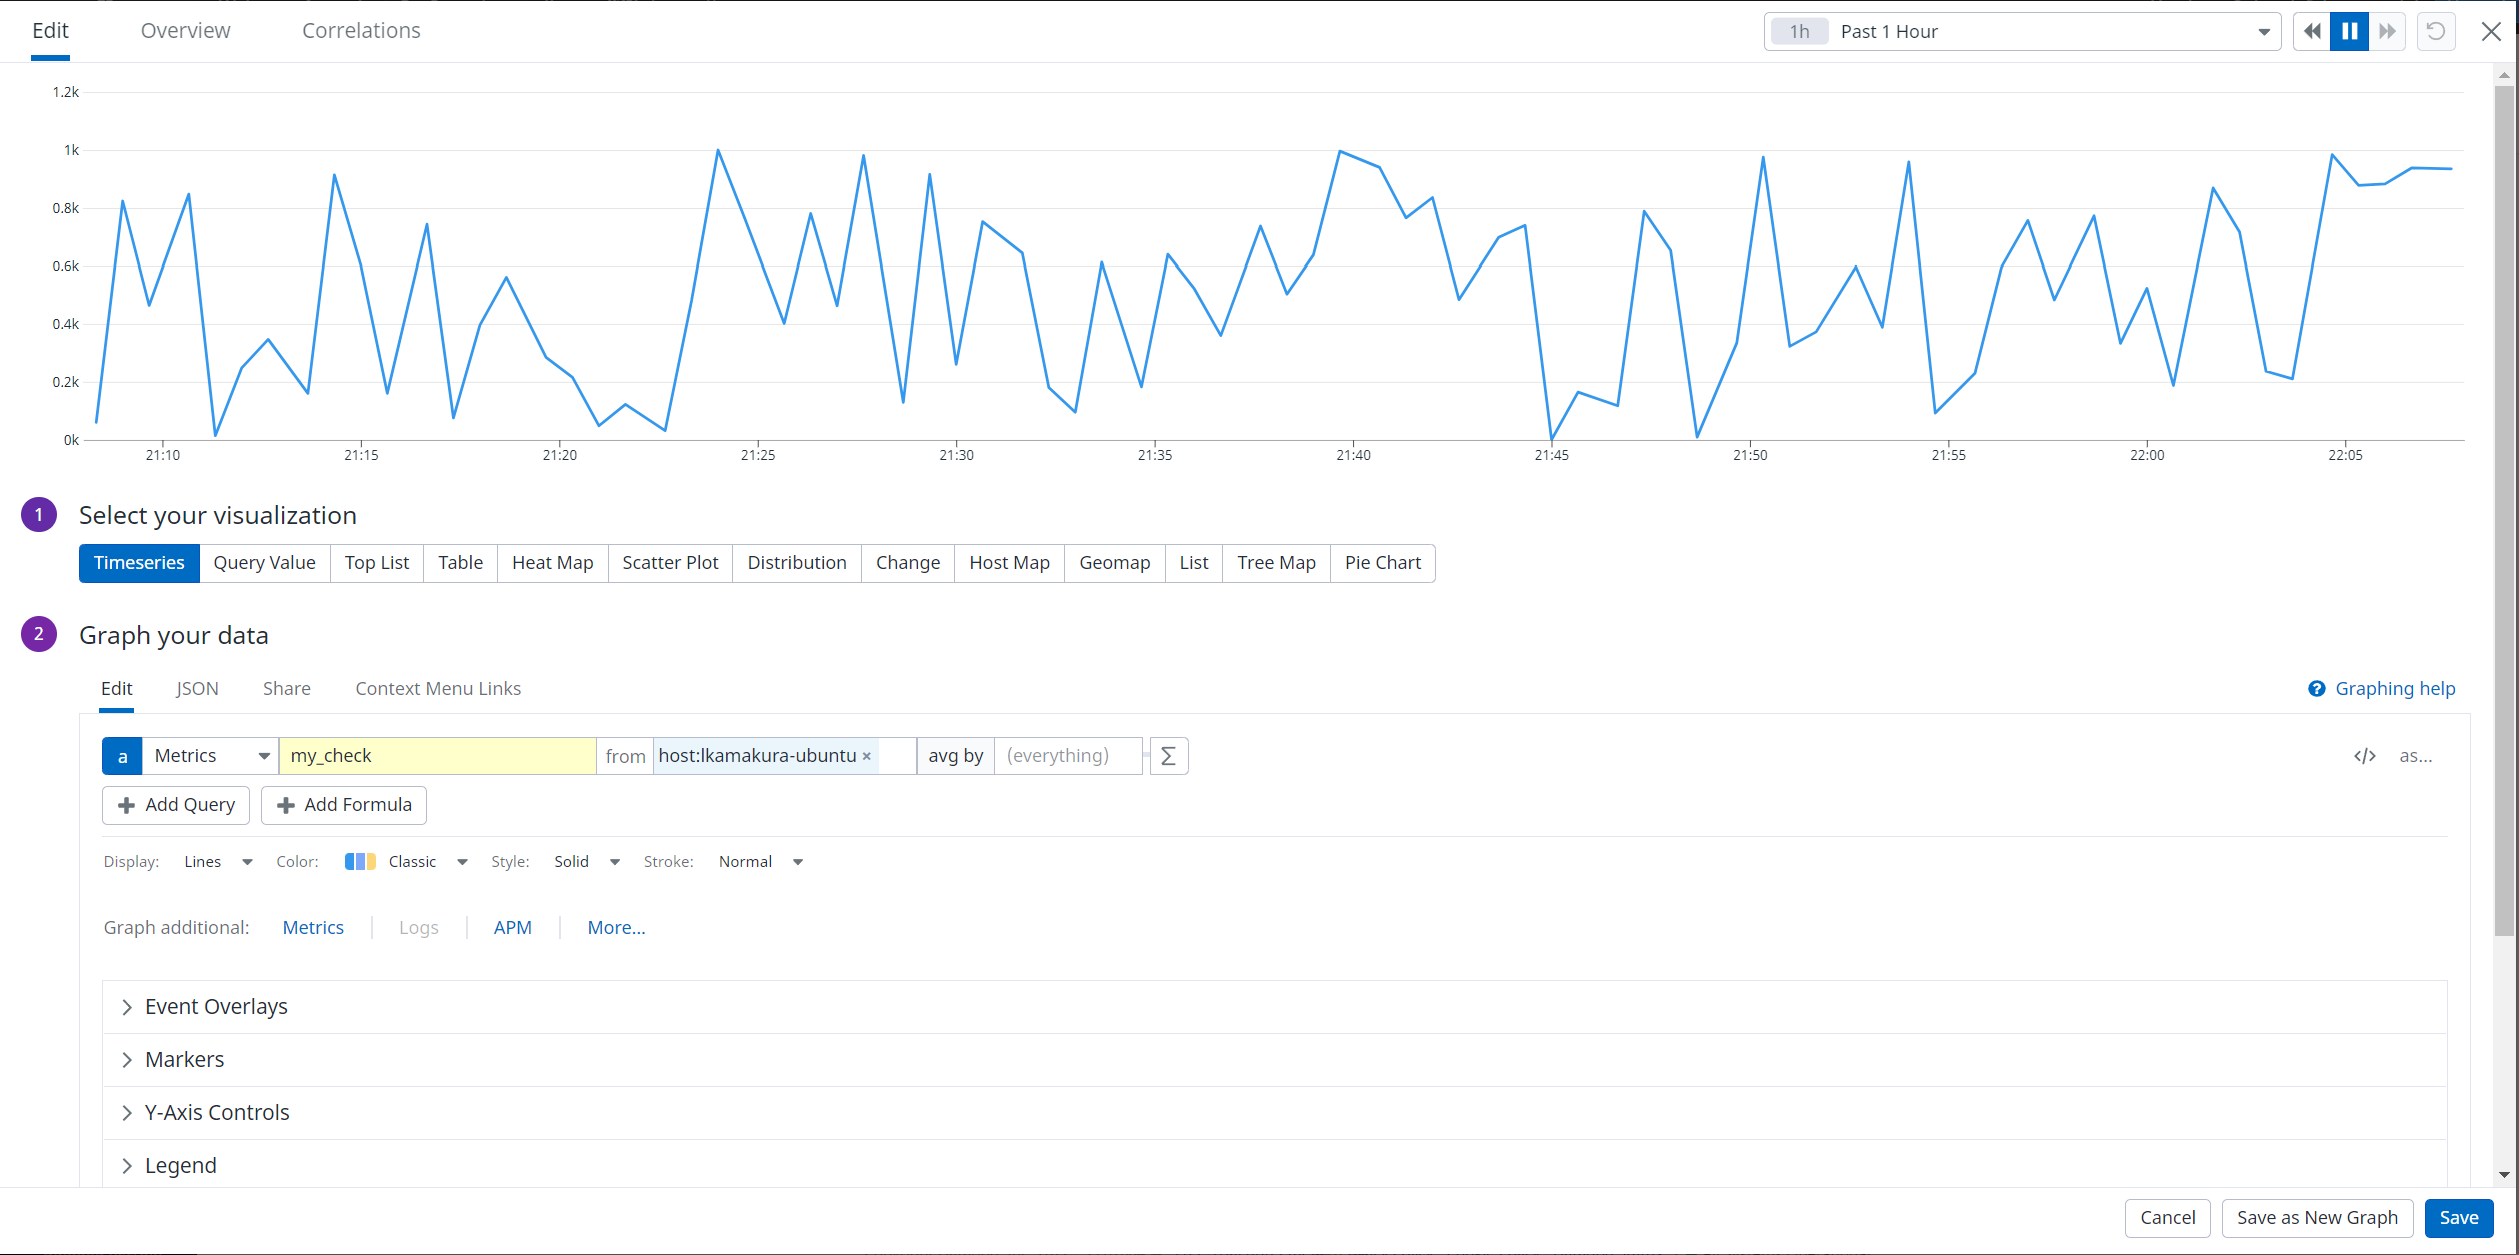 Edit Overview Correlations 1h Past 1 Hour
1.2k
1k
0.8k
0.6k
0.4k
0.2k
0k
21:10 21:15 21:20 21:25 21:30 21:35 21:40 21:45 21:50 21:55 22:00 22:05
1 Select your visualization
Timeseries Query Value Top List Table Heat Map Scatter Plot Distribution Change Host Map Geomap List Tree Map Pie Chart
2 Graph your data
Edit JSON Share Context Menu Links ? Graphing help
a Metrics my_check from host:lkamakura-ubuntu × avg by (everything) Σ </> as...
+ Add Query + Add Formula
Display: Lines Color: Classic Style: Solid Stroke: Normal
Graph additional: Metrics Logs APM More...
Event Overlays
Markers
Y-Axis Controls
Legend
Cancel Save as New Graph Save